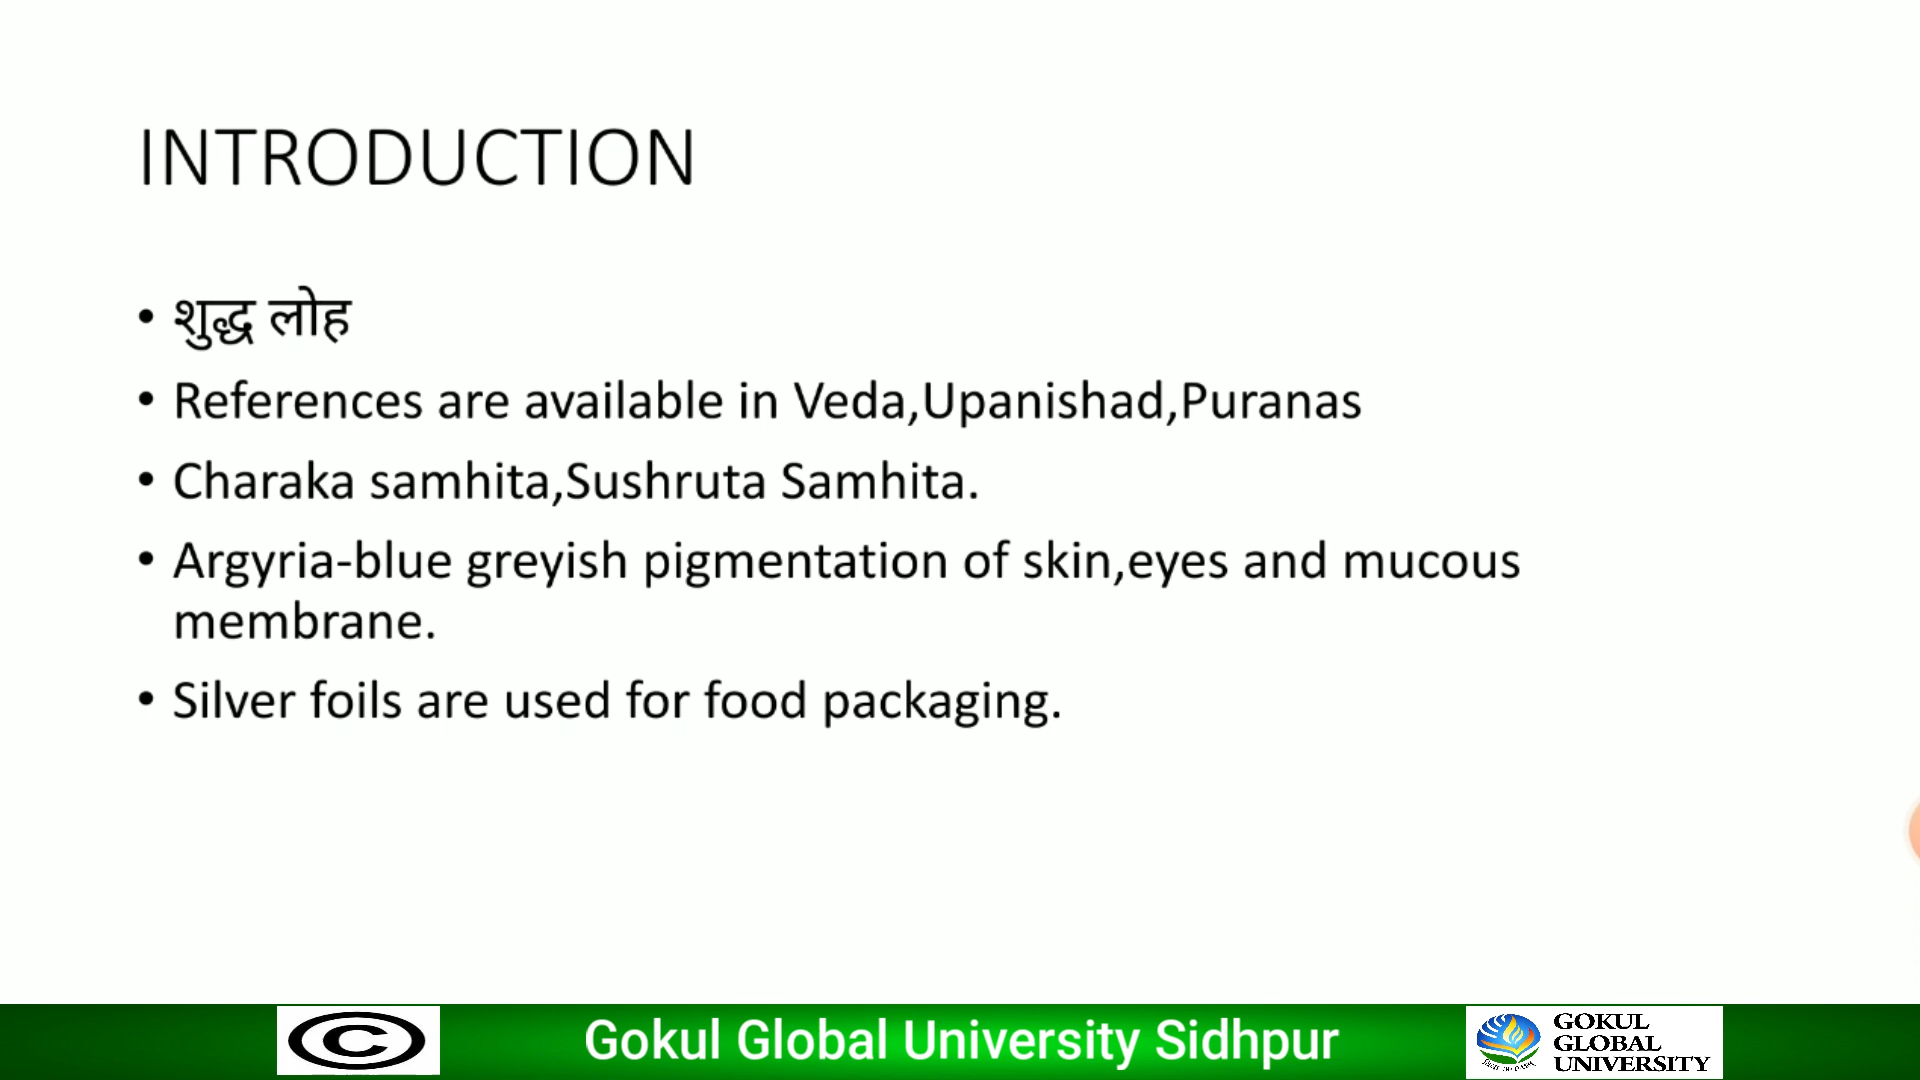 INTRODUCTION
• शुद्ध लोह
• References are available in Veda,Upanishad,Puranas
• Charaka samhita,Sushruta Samhita.
• Argyria-blue greyish pigmentation of skin,eyes and mucous
membrane.
• Silver foils are used for food packaging.
©
Gokul Global University Sidhpur
GOKUL
GLOBAL
UNIVERSITY